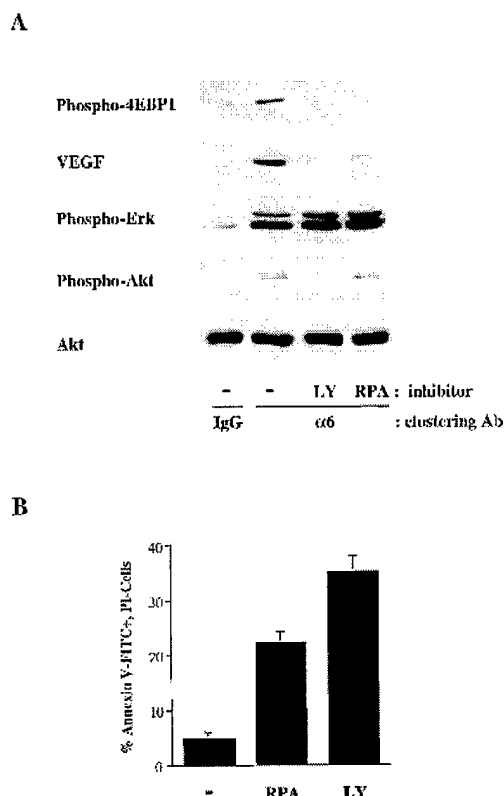 A
Phospho-4EBP1
VEGF
Phospho-Erk
Phospho-Akt
Akt
- - LY RPA : inhibitor
IgG α6 : clustering Ab
B
% Annexin V-FITC+, PI-Cells
40
30
20
10
0
- RPA LY